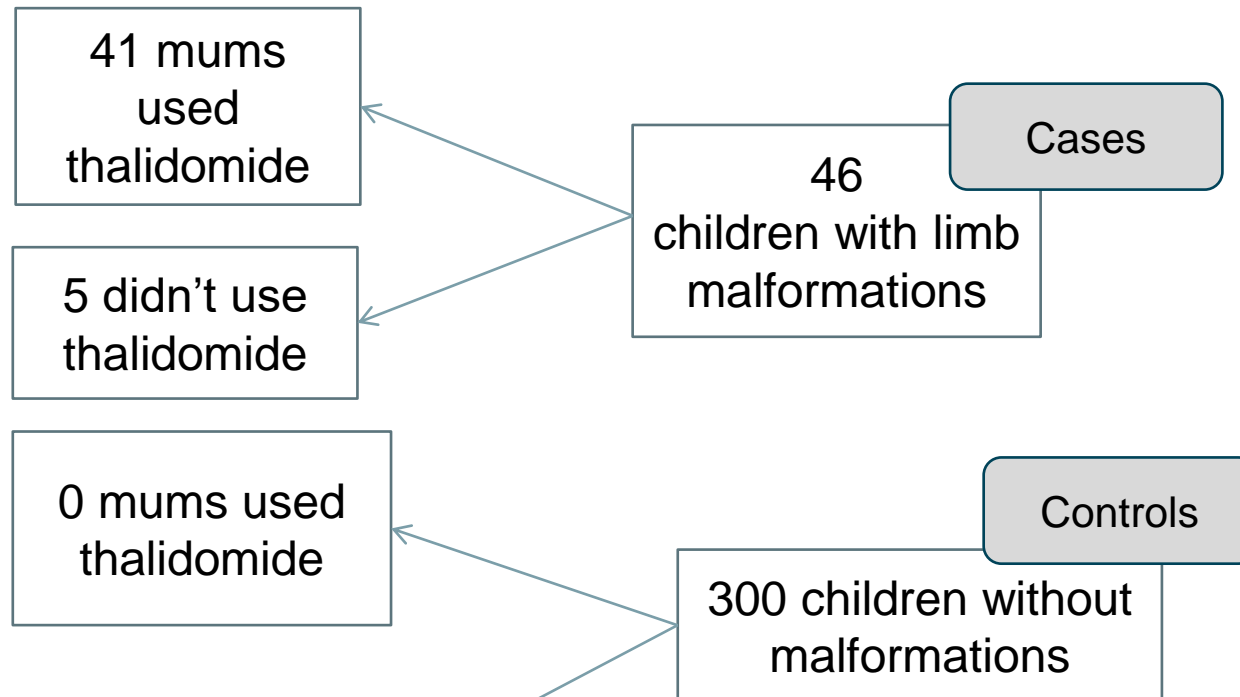 41 mums
used
thalidomide
Cases
46
children with limb
malformations
5 didn’t use
thalidomide
0 mums used
thalidomide
Controls
300 children without
malformations